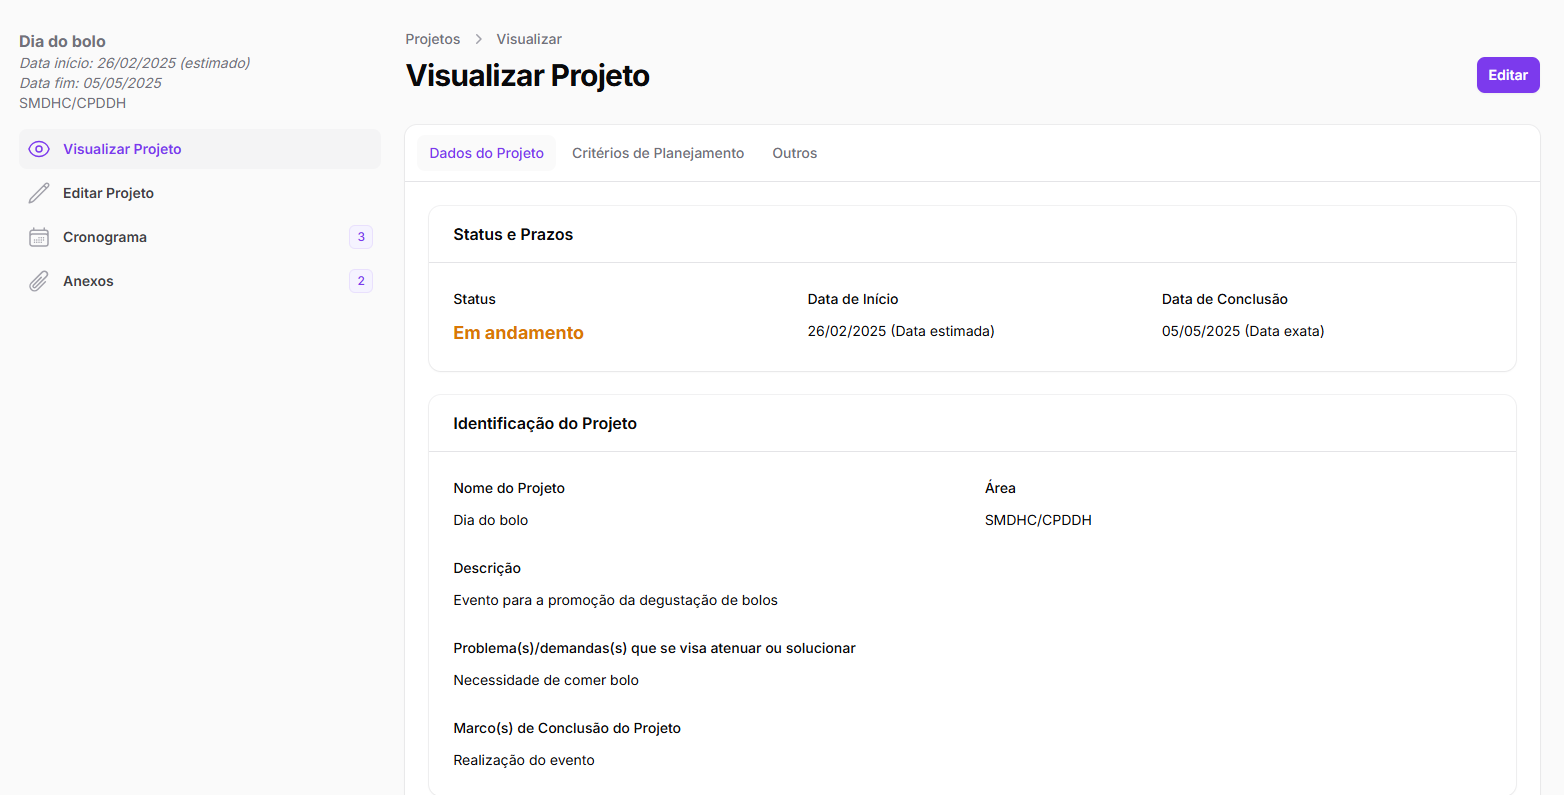 Dia do bolo
Data início: 26/02/2025 (estimado)
Data fim: 05/05/2025
SMDHC/CPDDH
Visualizar Projeto
Editar Projeto
Cronograma 3
Anexos 2
Projetos > Visualizar
Visualizar Projeto
Editar
Dados do Projeto Critérios de Planejamento Outros
Status e Prazos
Status Data de Início Data de Conclusão
Em andamento 26/02/2025 (Data estimada) 05/05/2025 (Data exata)
Identificação do Projeto
Nome do Projeto Área
Dia do bolo SMDHC/CPDDH
Descrição
Evento para a promoção da degustação de bolos
Problema(s)/demandas(s) que se visa atenuar ou solucionar
Necessidade de comer bolo
Marco(s) de Conclusão do Projeto
Realização do evento